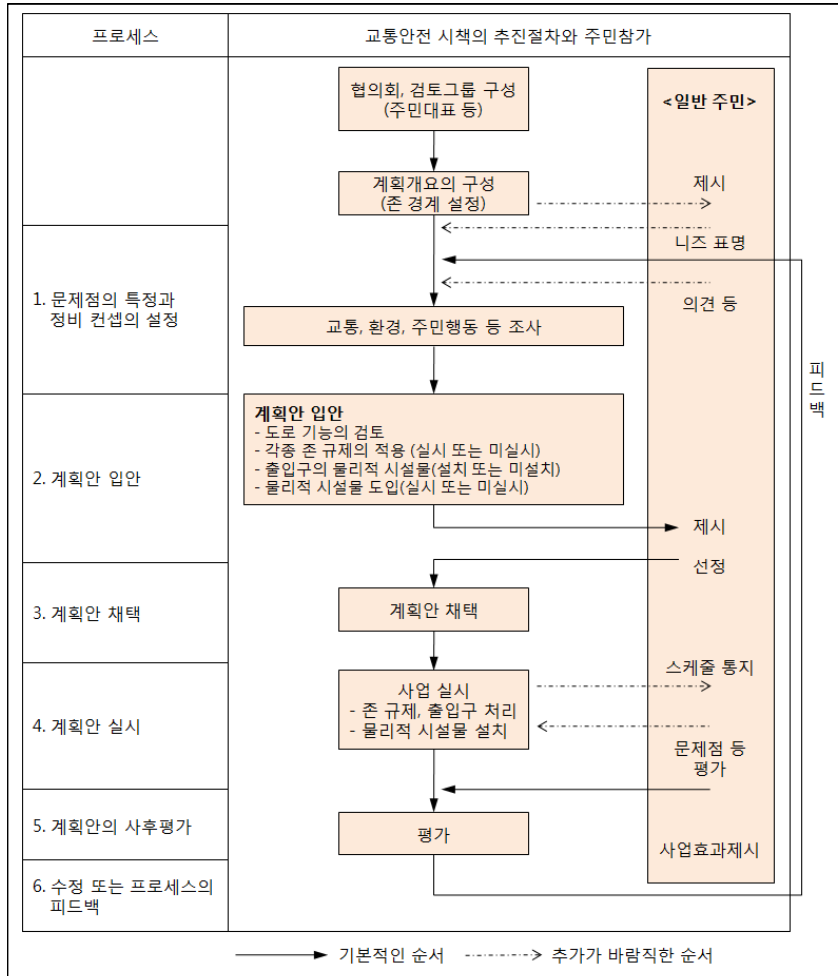 프로세스
교통안전 시책의 추진절차와 주민참가
협의회, 검토그룹 구성
(주민대표 등)
<일반 주민>
계획개요의 구성
(존 경계 설정)
제시
니즈 표명
1. 문제점의 특정과
정비 컨셉의 설정
의견 등
교통, 환경, 주민행동 등 조사
피
드
백
2. 계획안 입안
계획안 입안
- 도로 기능의 검토
- 각종 존 규제의 적용 (실시 또는 미실시)
- 출입구의 물리적 시설물(설치 또는 미설치)
- 물리적 시설물 도입(실시 또는 미실시)
제시
선정
3. 계획안 채택
계획안 채택
스케줄 통지
4. 계획안 실시
사업 실시
- 존 규제, 출입구 처리
- 물리적 시설물 설치
문제점 등
평가
5. 계획안의 사후평가
평가
사업효과제시
6. 수정 또는 프로세스의
피드백
기본적인 순서
추가가 바람직한 순서